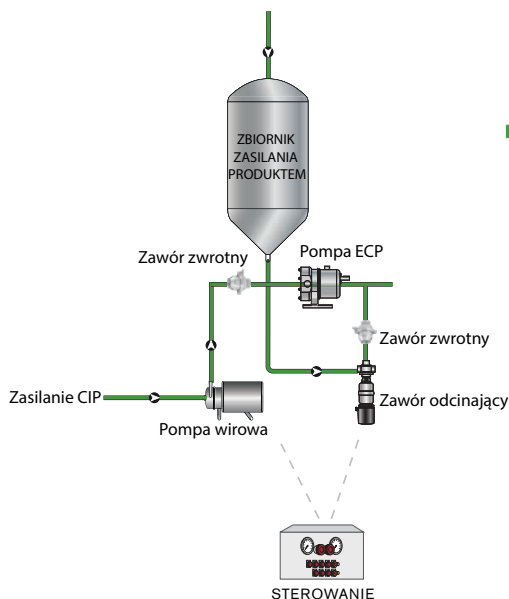 ZBIORNIK
ZASILANIA
PRODUKTEM
Zawór zwrotny
Pompa ECP
Zawór zwrotny
Zasilanie CIP
Zawór odcinający
Pompa wirowa
STEROWANIE